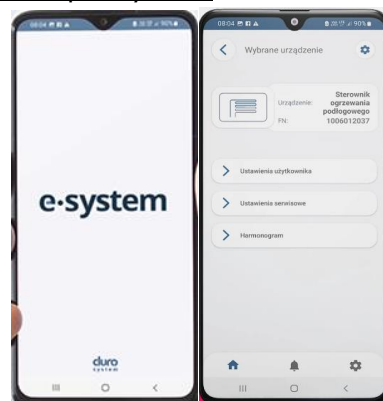 08:04
90%
e·system
duro
system
08:04
90%
Wybrane urządzenie
Urządzenie:
Sterownik
ogrzewania
podłogowego
FN:
1006012037
Ustawienia użytkownika
Ustawienia serwisowe
Harmonogram